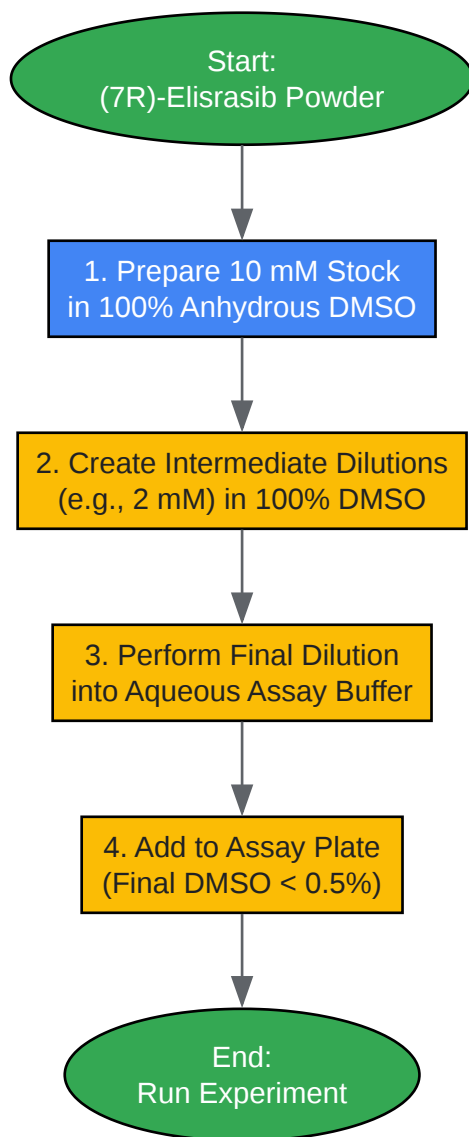 Start:
(7R)-Elisrasib Powder
1. Prepare 10 mM Stock
in 100% Anhydrous DMSO
2. Create Intermediate Dilutions
(e.g., 2 mM) in 100% DMSO
3. Perform Final Dilution
into Aqueous Assay Buffer
4. Add to Assay Plate
(Final DMSO < 0.5%)
End:
Run Experiment